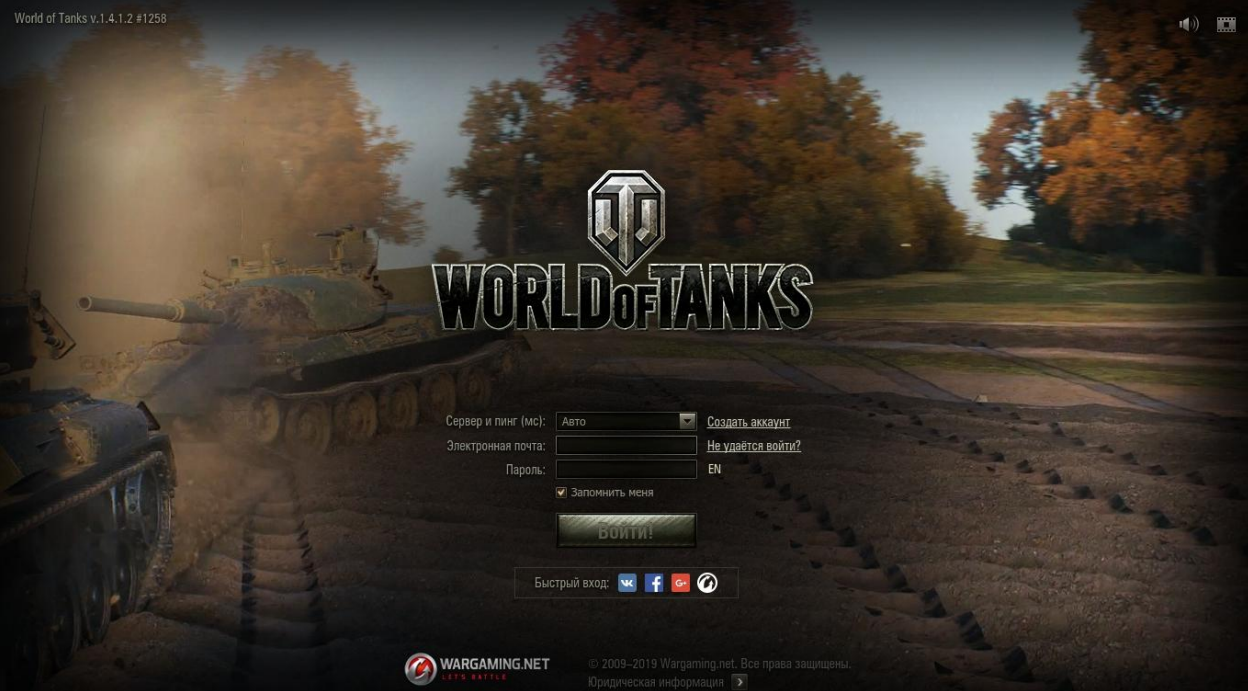 World of Tanks v.1.4.1.2 #1258
WORLD OF TANKS
Сервер и пинг (мс): Авто Создать аккаунт
Электронная почта: Не удаётся войти?
Пароль: EN
Запомнить меня
Войти!
Быстрый вход: VK f G+
WARGAMING.NET © 2009–2019 Wargaming.net. Все права защищены.
LET'S BATTLE Юридическая информация